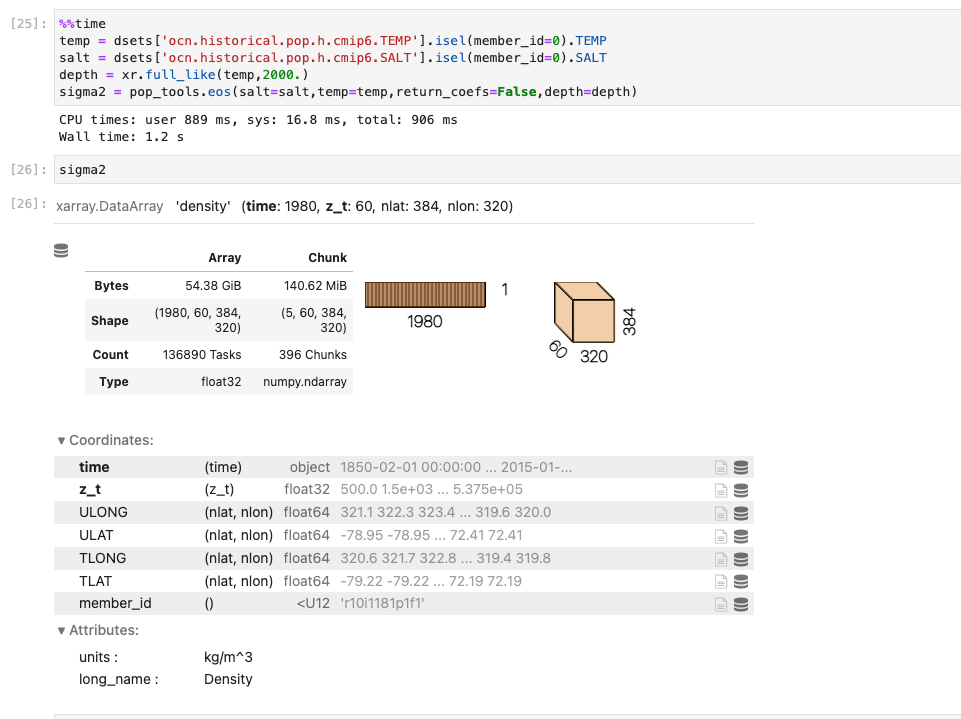 [25]: %%time
temp = dsets['ocn.historical.pop.h.cmip6.TEMP'].isel(member_id=0).TEMP
salt = dsets['ocn.historical.pop.h.cmip6.SALT'].isel(member_id=0).SALT
depth = xr.full_like(temp,2000.)
sigma2 = pop_tools.eos(salt=salt,temp=temp,return_coefs=False,depth=depth)
CPU times: user 889 ms, sys: 16.8 ms, total: 906 ms
Wall time: 1.2 s
[26]: sigma2
[26]: xarray.DataArray 'density' (time: 1980, z_t: 60, nlat: 384, nlon: 320)
Array Chunk
Bytes 54.38 GiB 140.62 MiB
Shape (1980, 60, 384, 320) (5, 60, 384, 320)
Count 136890 Tasks 396 Chunks
Type float32 numpy.ndarray
1980
1
60
320
384
▼ Coordinates:
time (time) object 1850-02-01 00:00:00 ... 2015-01-...
z_t (z_t) float32 500.0 1.5e+03 ... 5.375e+05
ULONG (nlat, nlon) float64 321.1 322.3 323.4 ... 319.6 320.0
ULAT (nlat, nlon) float64 -78.95 -78.95 ... 72.41 72.41
TLONG (nlat, nlon) float64 320.6 321.7 322.8 ... 319.4 319.8
TLAT (nlat, nlon) float64 -79.22 -79.22 ... 72.19 72.19
member_id () <U12 'r10i1181p1f1'
▼ Attributes:
units : kg/m^3
long_name : Density